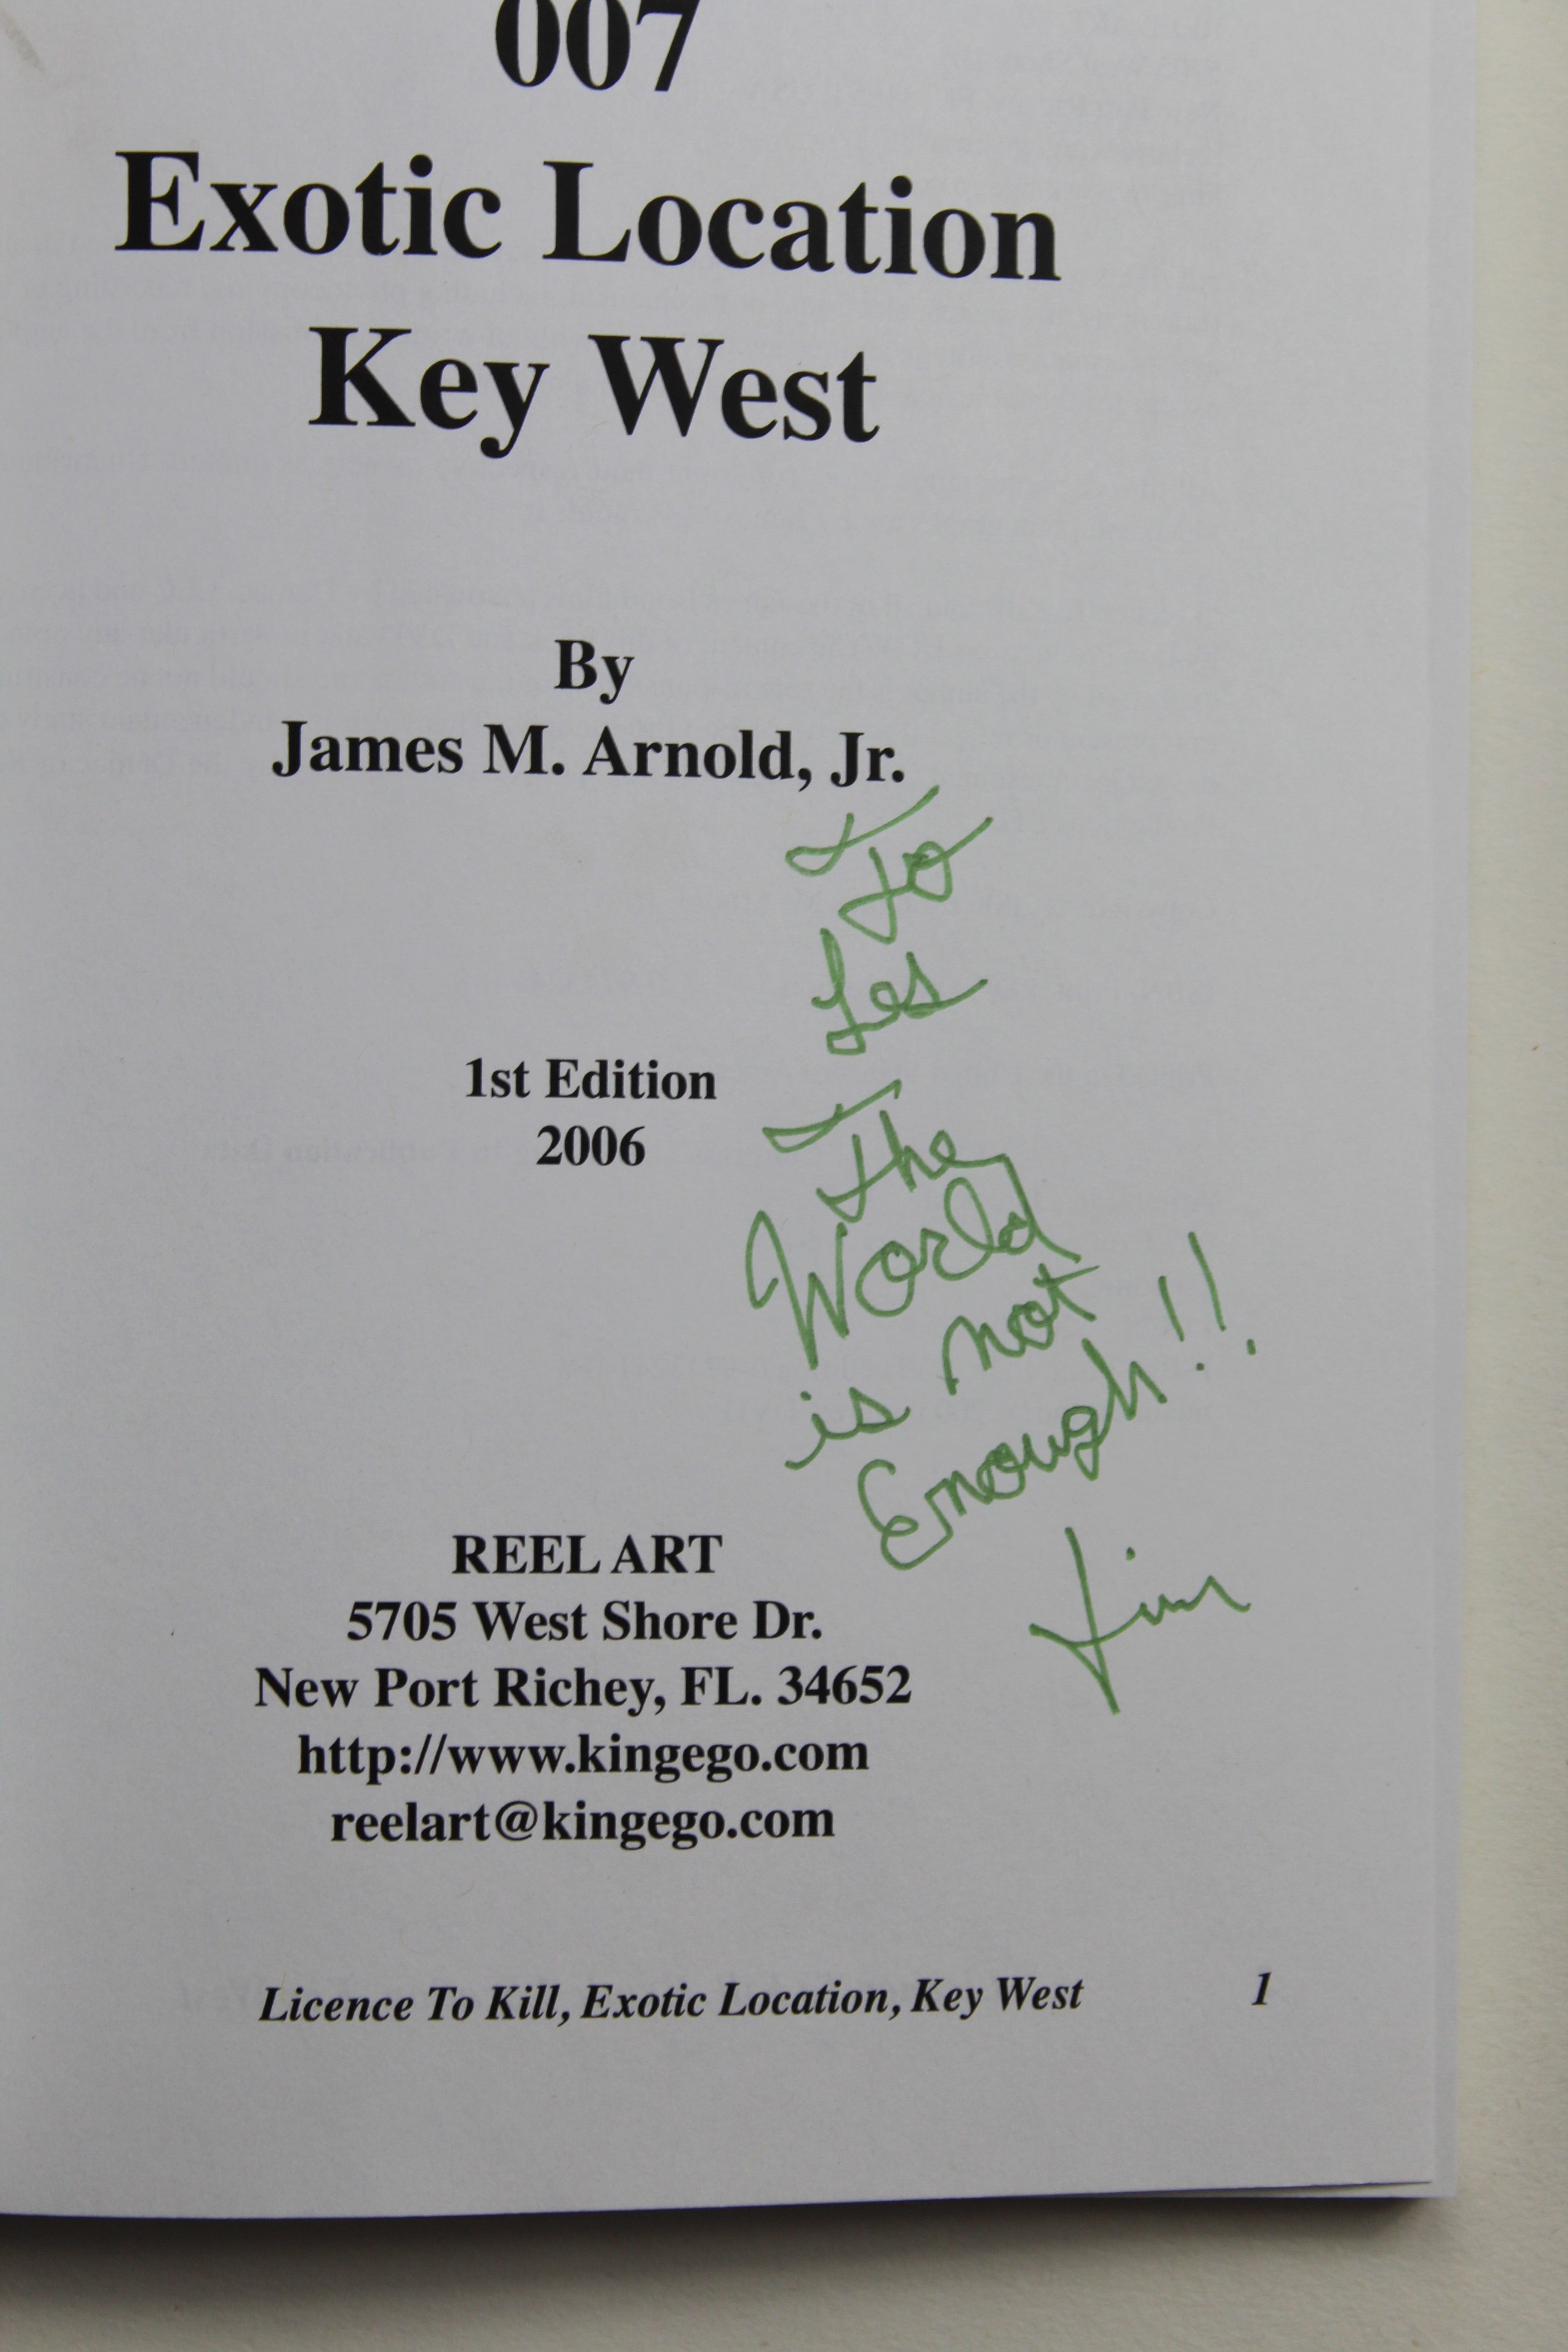 007
Exotic Location
Key West
By
James M. Arnold, Jr.
To
Les
1st Edition
2006
The
World
is not
Enough!!
Jim
REEL ART
5705 West Shore Dr.
New Port Richey, FL. 34652
http://www.kingego.com
reelart@kingego.com
Licence To Kill, Exotic Location, Key West 1